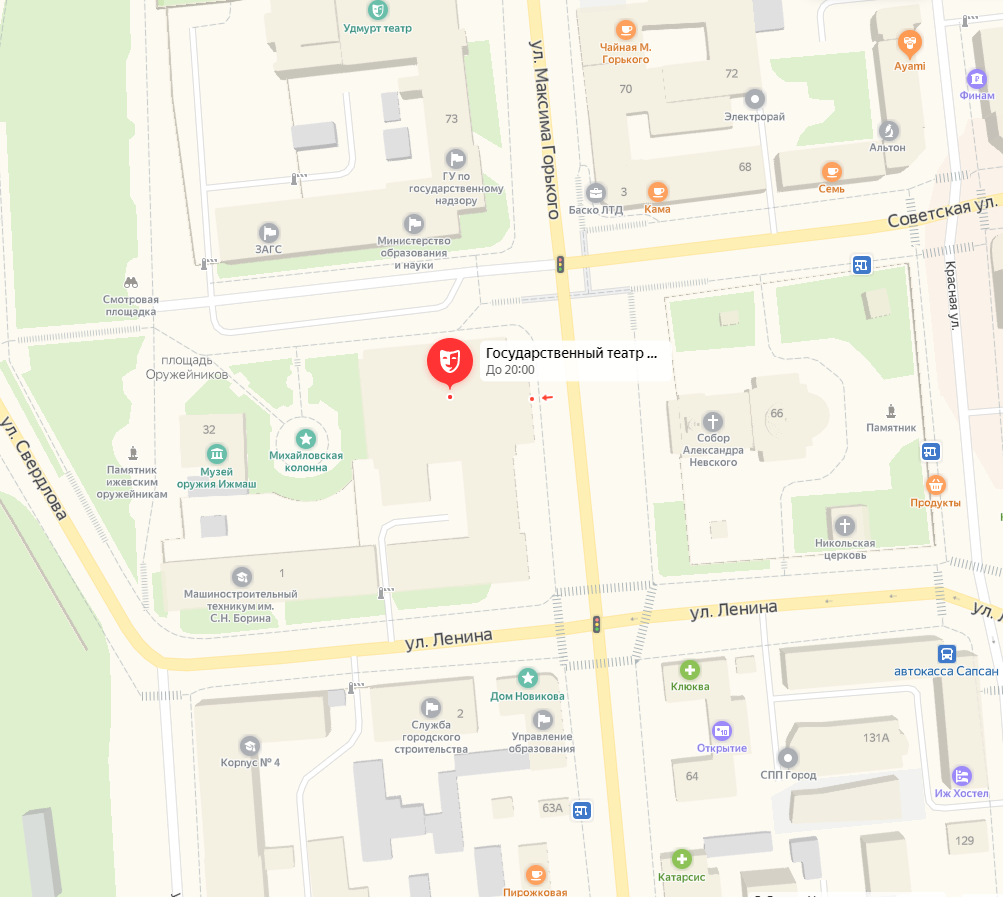 Удмурт театр
ул. Максима Горького
Чайная М.
Горького
72
70
Электрорай
Ayami
Финам
73
Альтон
ГУ по
государственному
надзору
68
Семь
3
Баско ЛТД
Кама
Советская ул.
ЗАГС
Министерство
образования
и науки
Красная ул.
Смотровая
площадка
площадь
Оружейников
Государственный театр ...
До 20:00
32
66
Памятник
Собор
Александра
Невского
ул. Свердлова
Памятник
ижевским
оружейникам
Музей
оружия Ижмаш
Михайловская
колонна
Продукты
Никольская
церковь
1
Машиностроительный
техникум им.
С.Н. Борина
ул. Ленина
ул. Ленина
ул. Л
автокасса Сапсан
Клюква
Дом Новикова
2
Служба
городского
строительства
Управление
образования
Корпус № 4
10
Открытие
131А
СПП Город
64
Иж Хостел
63А
129
Катарсис
Пирожковая